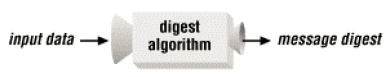 input data
digest
algorithm
message digest